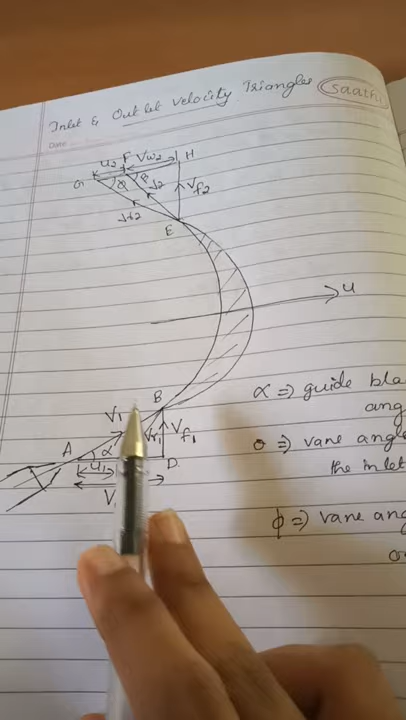 Inlet & Outlet Velocity Triangles
saathi
Date
u2 F Vw2 H
G φ β V2 Vf2
Vr2
E
u
B
V1
Vr1 Vf1
A α
u1
D
V
α => guide bla
ang
θ => vane angl
the inlet
ϕ => vane ang
o